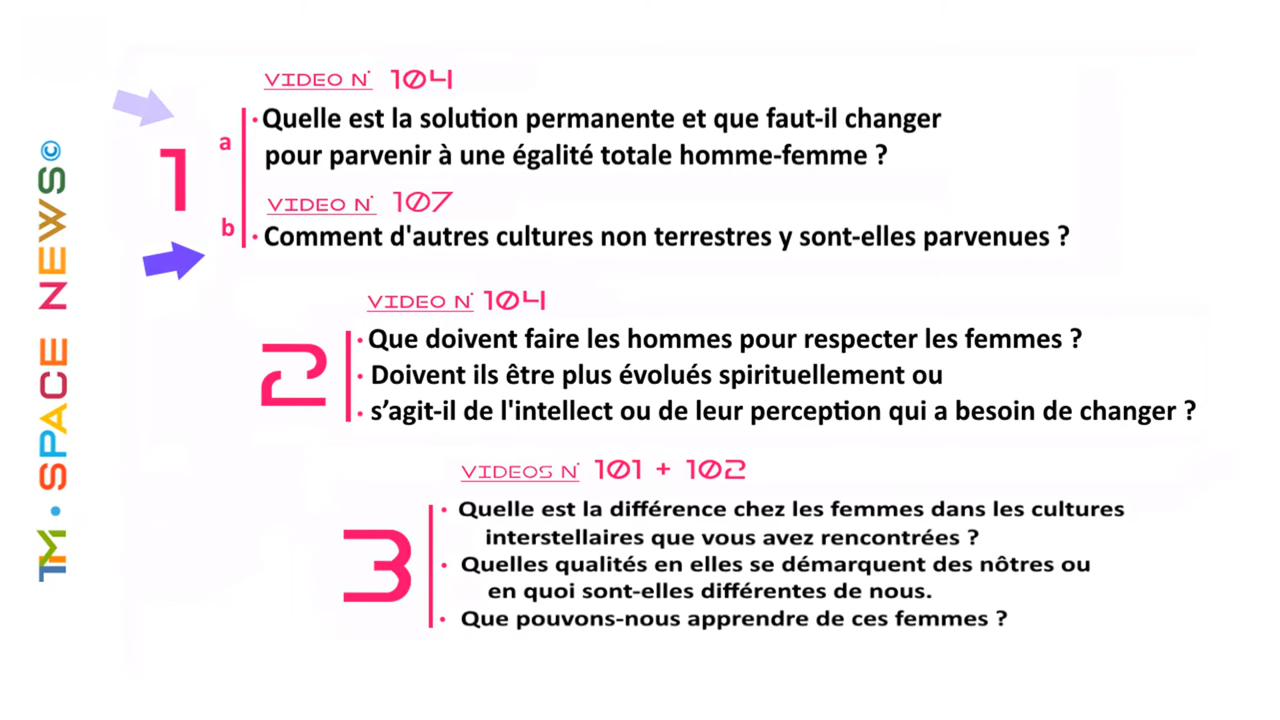 TM • SPACE NEWS©
VIDEO N° 104
1
a
• Quelle est la solution permanente et que faut-il changer
pour parvenir à une égalité totale homme-femme ?
VIDEO N° 107
b
• Comment d'autres cultures non terrestres y sont-elles parvenues ?
VIDEO N° 104
2
• Que doivent faire les hommes pour respecter les femmes ?
• Doivent ils être plus évolués spirituellement ou
• s’agit-il de l'intellect ou de leur perception qui a besoin de changer ?
VIDEOS N° 101 + 102
3
• Quelle est la différence chez les femmes dans les cultures
interstellaires que vous avez rencontrées ?
• Quelles qualités en elles se démarquent des nôtres ou
en quoi sont-elles différentes de nous.
• Que pouvons-nous apprendre de ces femmes ?